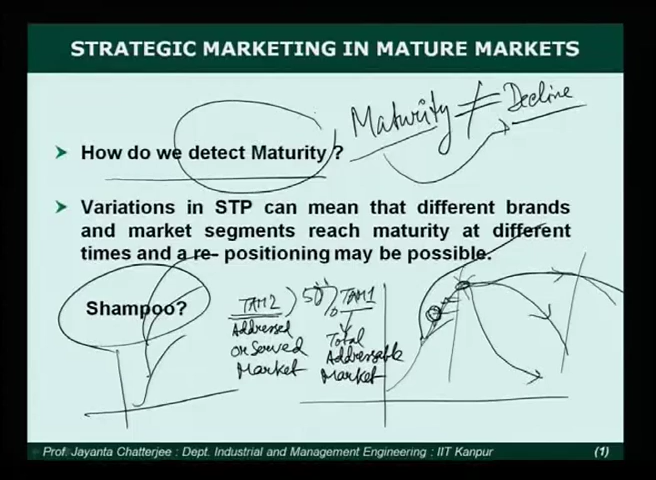 STRATEGIC MARKETING IN MATURE MARKETS
Maturity ≠ Decline
➤ How do we detect Maturity ?
➤ Variations in STP can mean that different brands
and market segments reach maturity at different
times and a re- positioning may be possible.
Shampoo?
TAM2 ) 50% TAM1
Addressed
or Served
Market
Total
Addressable
Market
Prof. Jayanta Chatterjee : Dept. Industrial and Management Engineering : IIT Kanpur
(1)